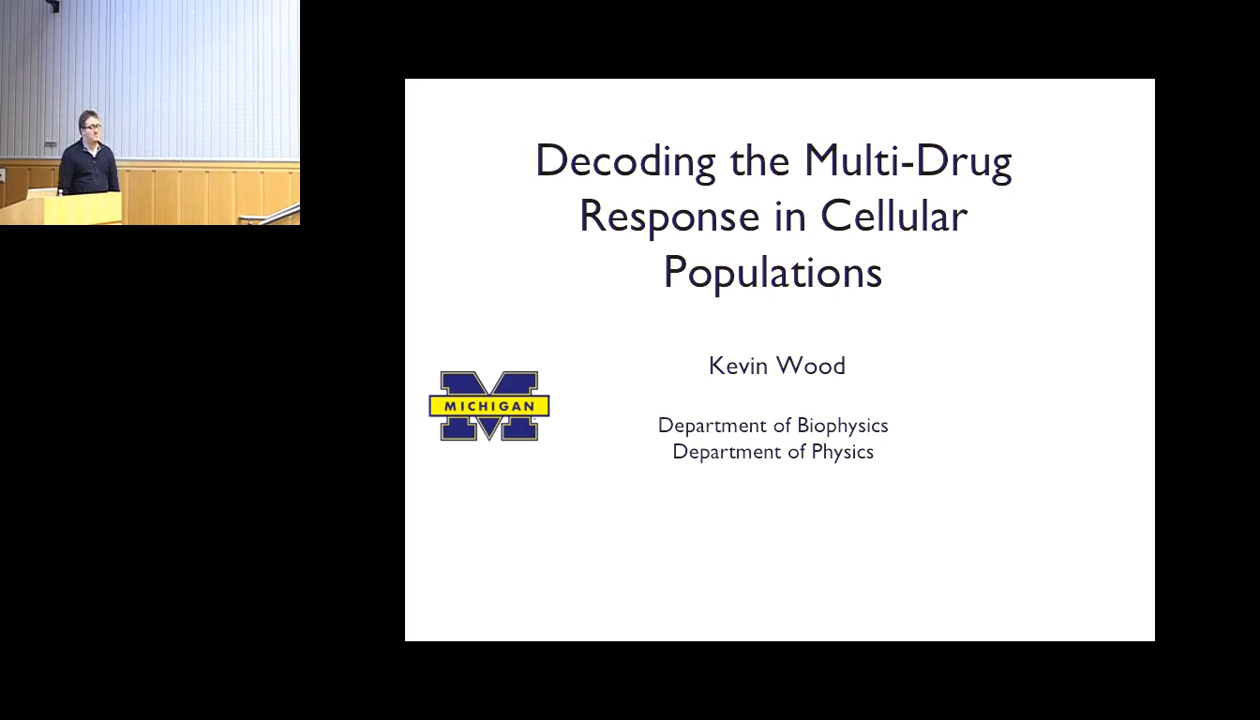 Decoding the Multi-Drug
Response in Cellular
Populations
Kevin Wood
MICHIGAN
Department of Biophysics
Department of Physics